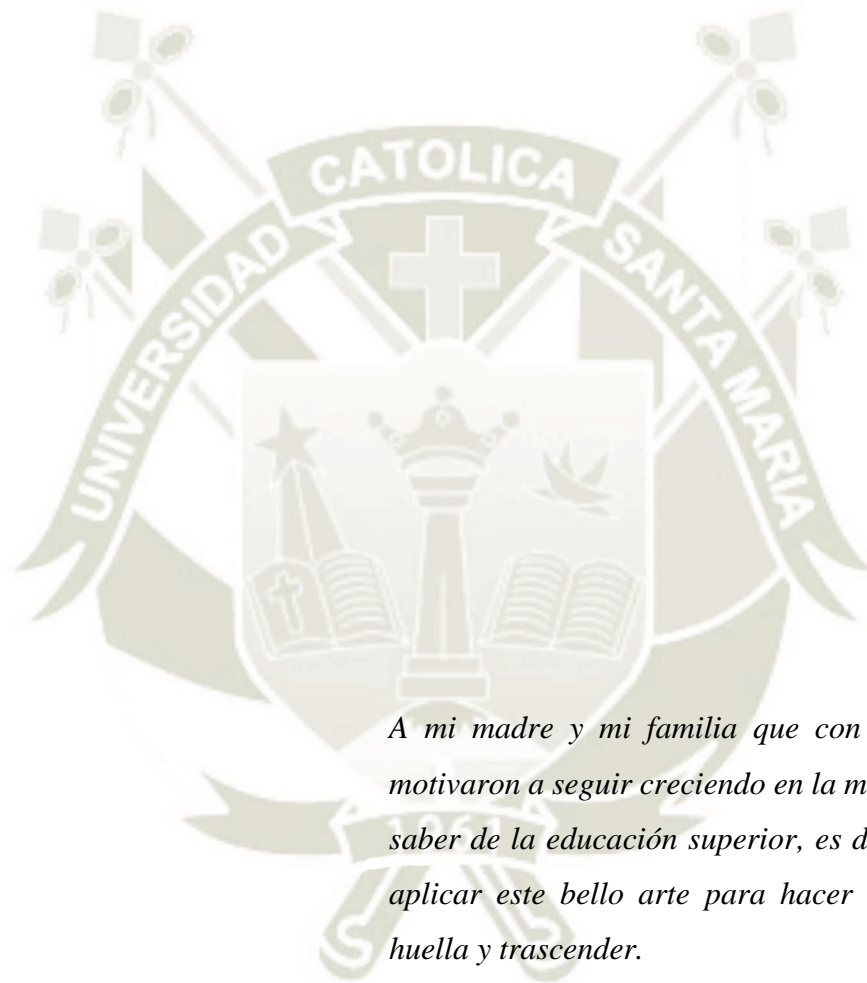 CATOLICA
UNIVERSIDAD
SANTA MARIA
A mi madre y mi familia que con
motivaron a seguir creciendo en la m
saber de la educación superior, es d
aplicar este bello arte para hacer
huella y trascender.
1961